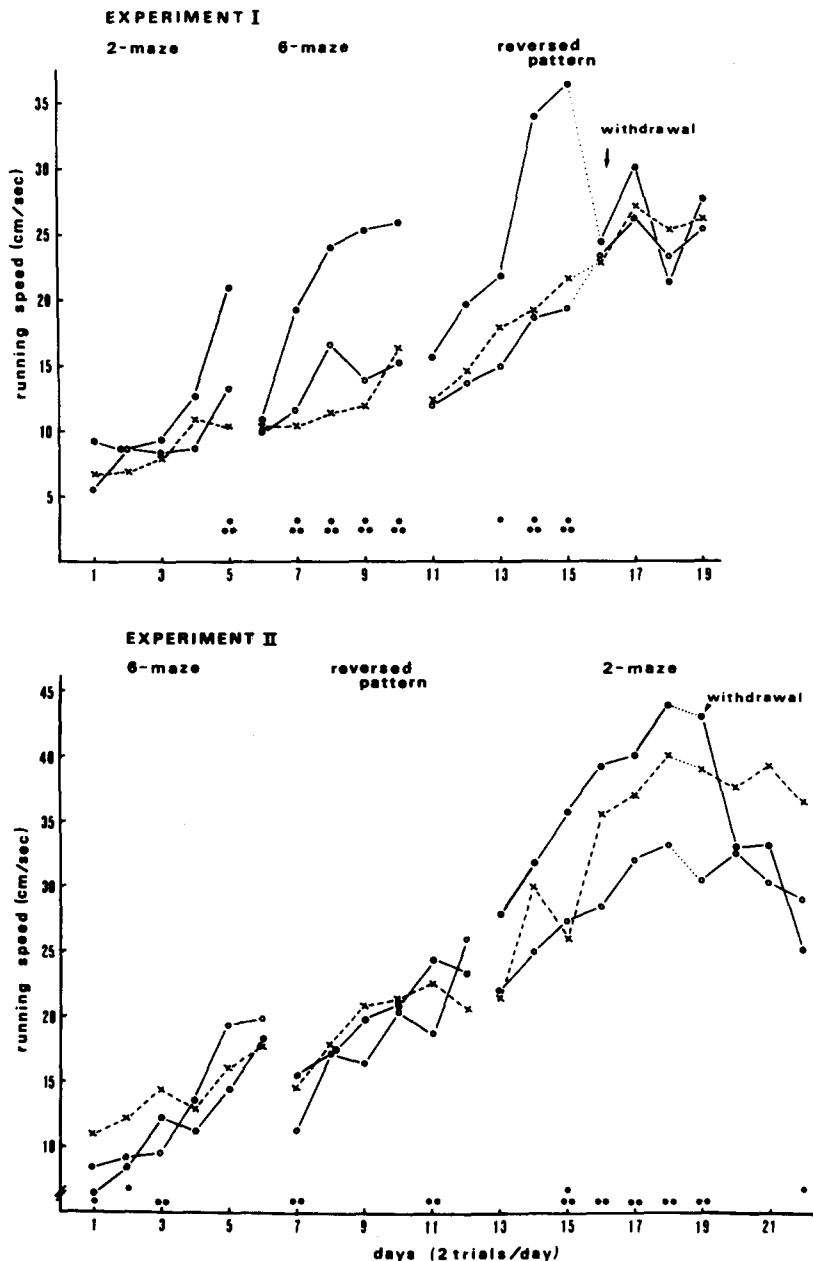 EXPERIMENT I
2-maze 6-maze reversed pattern
withdrawal
running speed (cm/sec)
35
30
25
20
15
10
5
1 3 5 7 9 11 13 15 17 19
EXPERIMENT II
6-maze reversed pattern 2-maze
withdrawal
running speed (cm/sec)
45
40
35
30
25
20
15
10
1 3 5 7 9 11 13 15 17 19 21
days (2 trials/day)